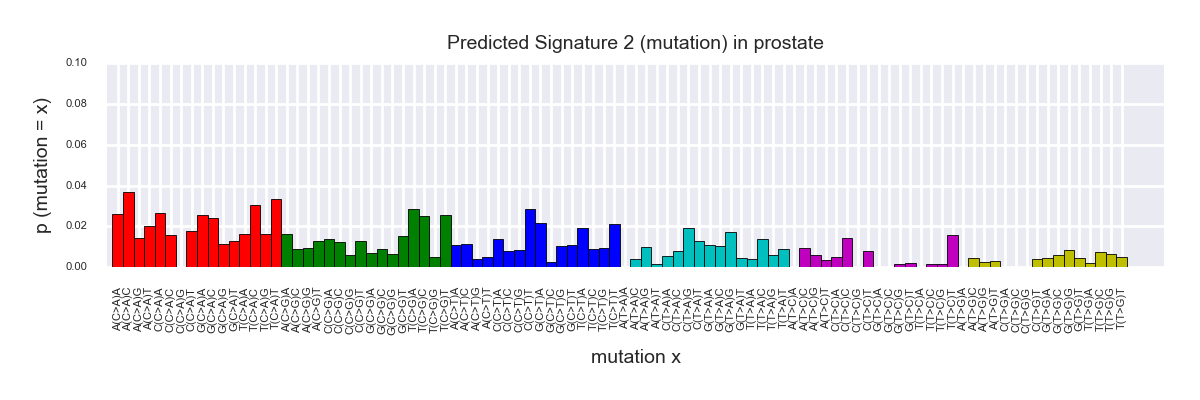 Predicted Signature 2 (mutation) in prostate
p (mutation = x)
0.10
0.08
0.06
0.04
0.02
0.00
A(C>A)A
A(C>A)C
A(C>A)G
A(C>A)T
C(C>A)A
C(C>A)C
C(C>A)G
C(C>A)T
G(C>A)A
G(C>A)C
G(C>A)G
G(C>A)T
T(C>A)A
T(C>A)C
T(C>A)G
T(C>A)T
A(C>G)A
A(C>G)C
A(C>G)G
A(C>G)T
C(C>G)A
C(C>G)C
C(C>G)G
C(C>G)T
G(C>G)A
G(C>G)C
G(C>G)G
G(C>G)T
T(C>G)A
T(C>G)C
T(C>G)G
T(C>G)T
A(C>T)A
A(C>T)C
A(C>T)G
A(C>T)T
C(C>T)A
C(C>T)C
C(C>T)G
C(C>T)T
G(C>T)A
G(C>T)C
G(C>T)G
G(C>T)T
T(C>T)A
T(C>T)C
T(C>T)G
T(C>T)T
A(T>A)A
A(T>A)C
A(T>A)G
A(T>A)T
C(T>A)A
C(T>A)C
C(T>A)G
C(T>A)T
G(T>A)A
G(T>A)C
G(T>A)G
G(T>A)T
T(T>A)A
T(T>A)C
T(T>A)G
T(T>A)T
A(T>C)A
A(T>C)C
A(T>C)G
A(T>C)T
C(T>C)A
C(T>C)C
C(T>C)G
C(T>C)T
G(T>C)A
G(T>C)C
G(T>C)G
G(T>C)T
T(T>C)A
T(T>C)C
T(T>C)G
T(T>C)T
A(T>G)A
A(T>G)C
A(T>G)G
A(T>G)T
C(T>G)A
C(T>G)C
C(T>G)G
C(T>G)T
G(T>G)A
G(T>G)C
G(T>G)G
G(T>G)T
T(T>G)A
T(T>G)C
T(T>G)G
T(T>G)T
mutation x